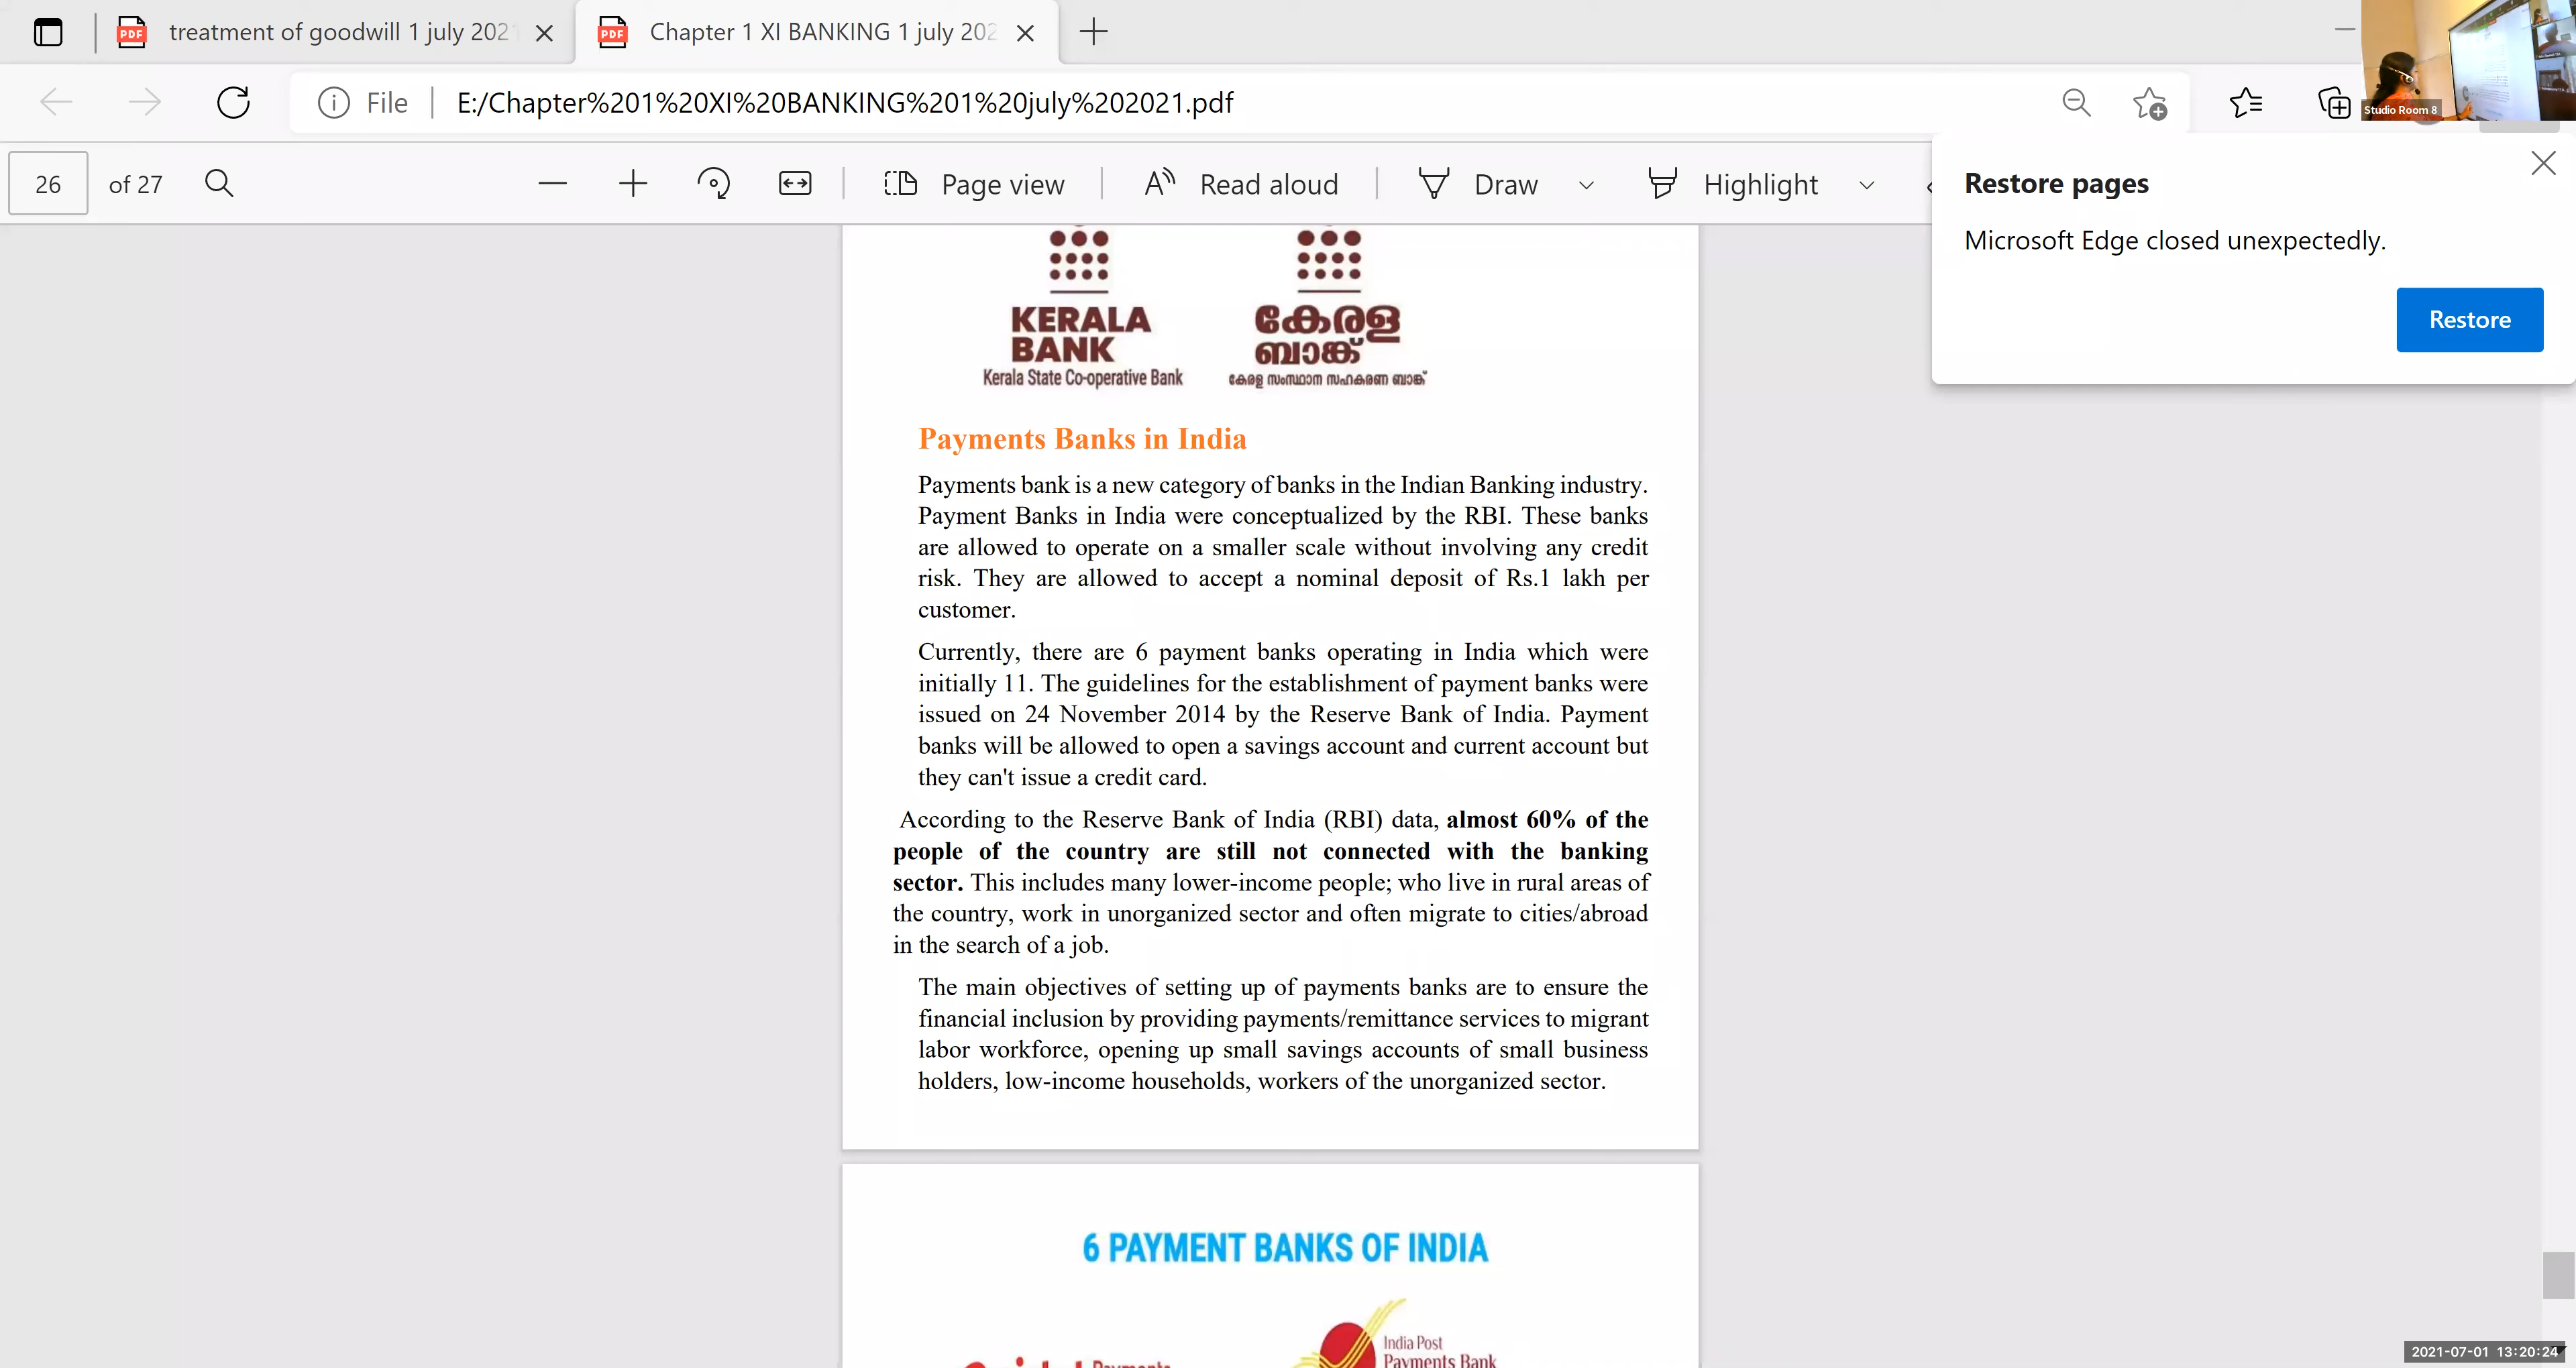 treatment of goodwill 1 july 202
Chapter 1 XI BANKING 1 july 202
File
E:/Chapter%201%20XI%20BANKING%201%20july%202021.pdf
Studio Room 8
26 of 27
Page view
Read aloud
Draw
Highlight
Restore pages
Microsoft Edge closed unexpectedly.
Restore
KERALA
BANK
Kerala State Co-operative Bank
കേരള
ബാങ്ക്
കേരള സംസ്ഥാന സഹകരണ ബാങ്ക്
Payments Banks in India
Payments bank is a new category of banks in the Indian Banking industry.
Payment Banks in India were conceptualized by the RBI. These banks
are allowed to operate on a smaller scale without involving any credit
risk. They are allowed to accept a nominal deposit of Rs.1 lakh per
customer.
Currently, there are 6 payment banks operating in India which were
initially 11. The guidelines for the establishment of payment banks were
issued on 24 November 2014 by the Reserve Bank of India. Payment
banks will be allowed to open a savings account and current account but
they can't issue a credit card.
According to the Reserve Bank of India (RBI) data, almost 60% of the
people of the country are still not connected with the banking
sector. This includes many lower-income people; who live in rural areas of
the country, work in unorganized sector and often migrate to cities/abroad
in the search of a job.
The main objectives of setting up of payments banks are to ensure the
financial inclusion by providing payments/remittance services to migrant
labor workforce, opening up small savings accounts of small business
holders, low-income households, workers of the unorganized sector.
6 PAYMENT BANKS OF INDIA
India Post
Payments Bank
2021-07-01 13:20:24